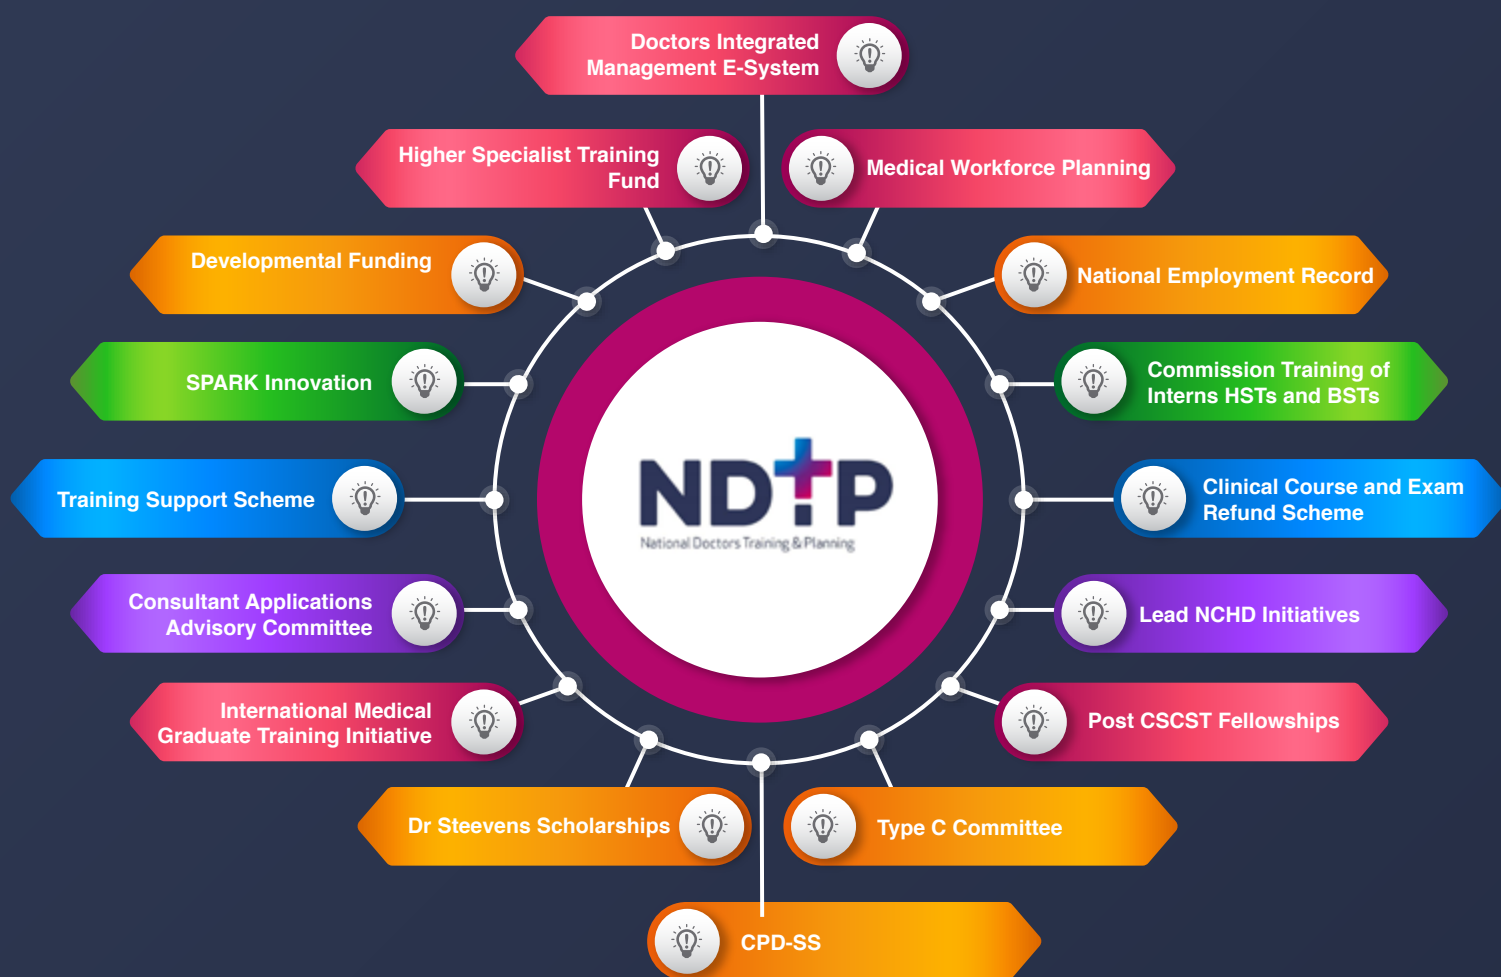 Doctors Integrated
Management E-System
Higher Specialist Training
Fund
Medical Workforce Planning
Developmental Funding
National Employment Record
SPARK Innovation
Commission Training of
Interns HSTs and BSTs
Training Support Scheme
NDTP
National Doctors Training & Planning
Clinical Course and Exam
Refund Scheme
Consultant Applications
Advisory Committee
Lead NCHD Initiatives
International Medical
Graduate Training Initiative
Post CSCST Fellowships
Dr Steevens Scholarships
Type C Committee
CPD-SS